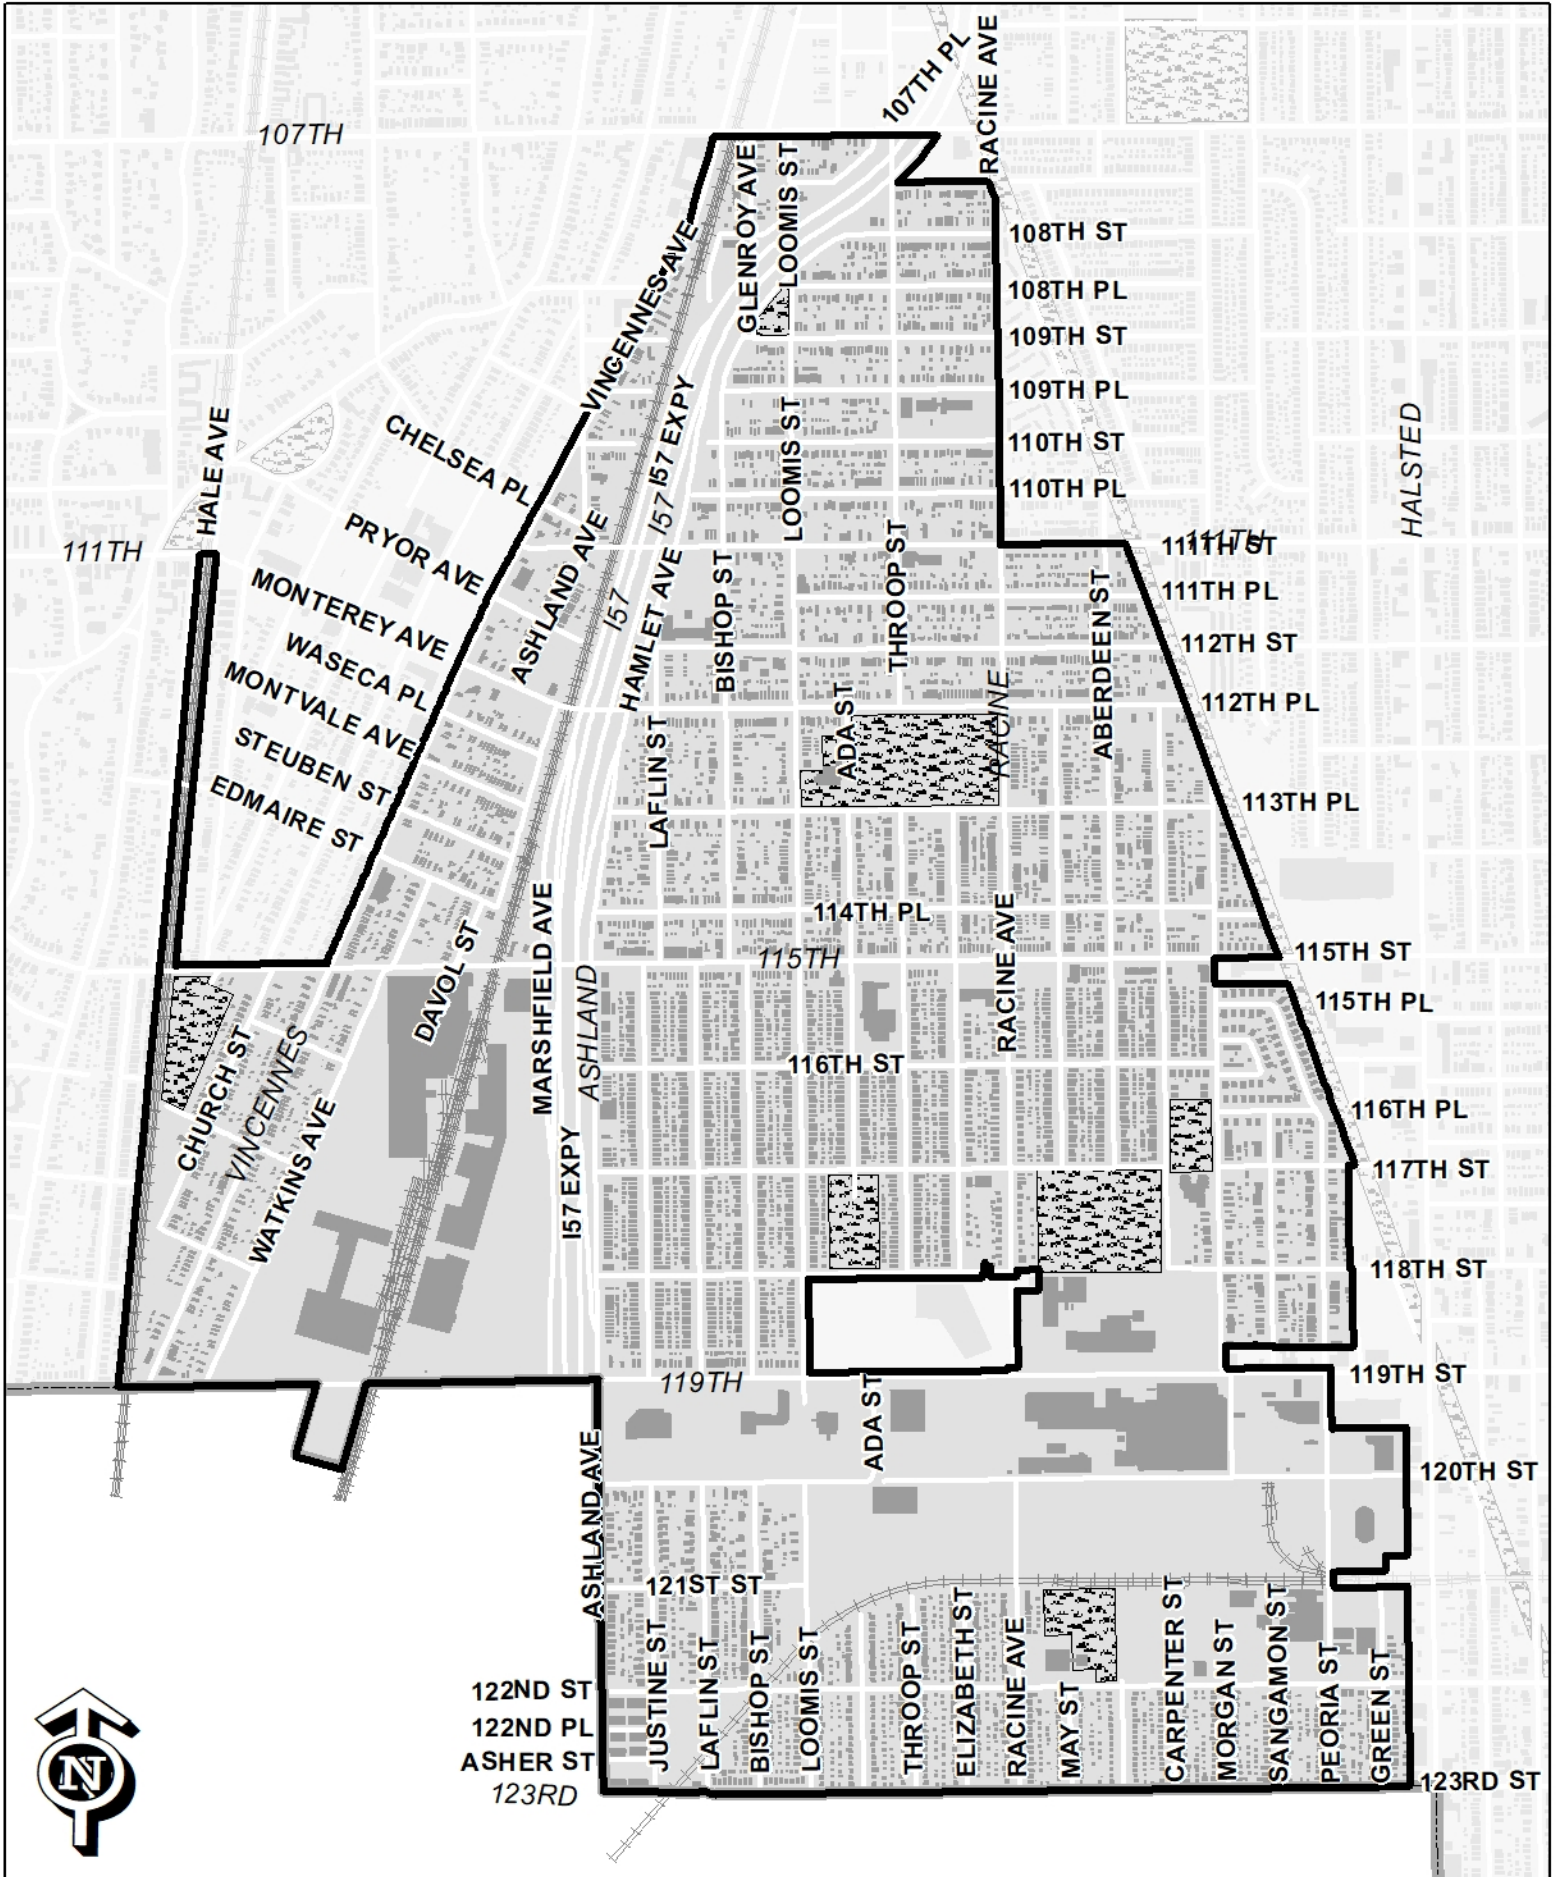 107TH PL
RACINE AVE
107TH
GLENROY AVE
LOOMIS ST
VINCENNES AVE
108TH ST
108TH PL
109TH ST
109TH PL
110TH ST
110TH PL
HALE AVE
CHELSEA PL
I57 EXPY
I57
LOOMIS ST
HALSTED
111TH
PRYOR AVE
ASHLAND AVE
I57
HAMLET AVE
BISHOP ST
THROOP ST
111TH ST
111TH
111TH PL
ABERDEEN ST
112TH ST
112TH PL
MONTEREY AVE
WASECA PL
MONTVALE AVE
STEUBEN ST
EDMAIRE ST
LAFLIN ST
ADA ST
RACINE
113TH PL
114TH PL
RACINE AVE
115TH
115TH ST
115TH PL
DAVOL ST
MARSHFIELD AVE
ASHLAND
116TH ST
CHURCH ST
VINCENNES
WATKINS AVE
116TH PL
117TH ST
I57 EXPY
118TH ST
119TH
119TH ST
ADA ST
ASHLAND AVE
120TH ST
121ST ST
JUSTINE ST
LAFLIN ST
BISHOP ST
LOOMIS ST
THROOP ST
ELIZABETH ST
RACINE AVE
MAY ST
CARPENTER ST
MORGAN ST
SANGAMON ST
PEORIA ST
GREEN ST
122ND ST
122ND PL
ASHER ST
123RD
123RD ST
N